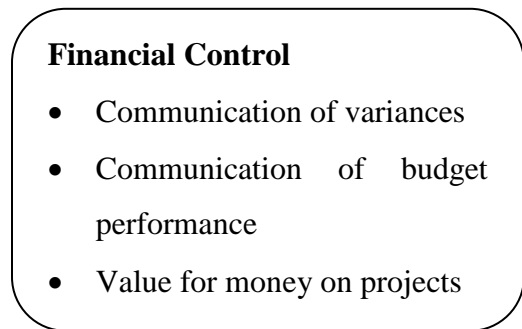 Financial Control
• Communication of variances
• Communication of budget
performance
• Value for money on projects